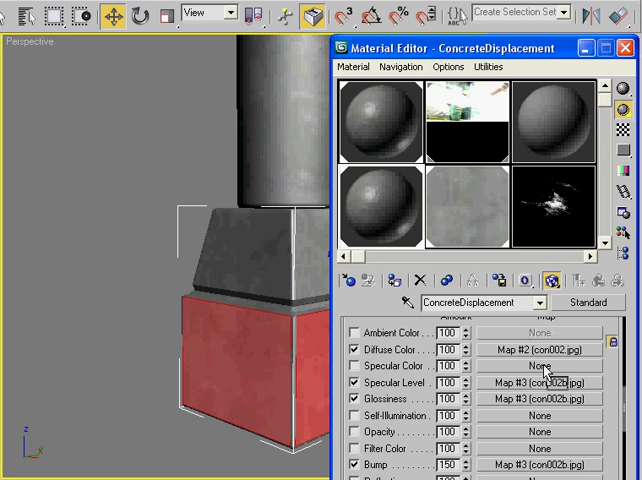 View
Create Selection Set
Perspective
Material Editor - ConcreteDisplacement
Material Navigation Options Utilities
ConcreteDisplacement Standard
Ambient Color . . . 100 None
Diffuse Color . . . . 100 Map #2 (con002.jpg)
Specular Color . . . 100 None
Specular Level . . 100 Map #3 (con002b.jpg)
Glossiness . . . . . 100 Map #3 (con002b.jpg)
Self-Illumination . 100 None
Opacity . . . . . . . . 100 None
Filter Color . . . . . 100 None
Bump . . . . . . . . . 150 Map #3 (con002b.jpg)
z
x